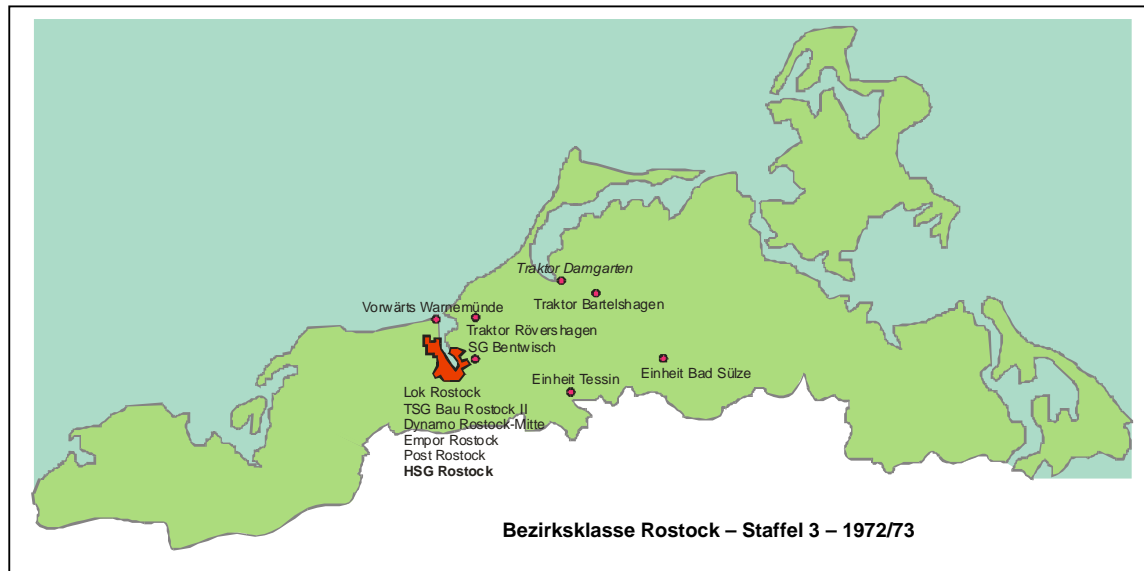 Traktor Damgarten
Traktor Bartelshagen
Vorwärts Warnemünde
Traktor Rövershagen
SG Bentwisch
Einheit Bad Sülze
Einheit Tessin
Lok Rostock
TSG Bau Rostock II
Dynamo Rostock-Mitte
Empor Rostock
Post Rostock
HSG Rostock
Bezirksklasse Rostock – Staffel 3 – 1972/73